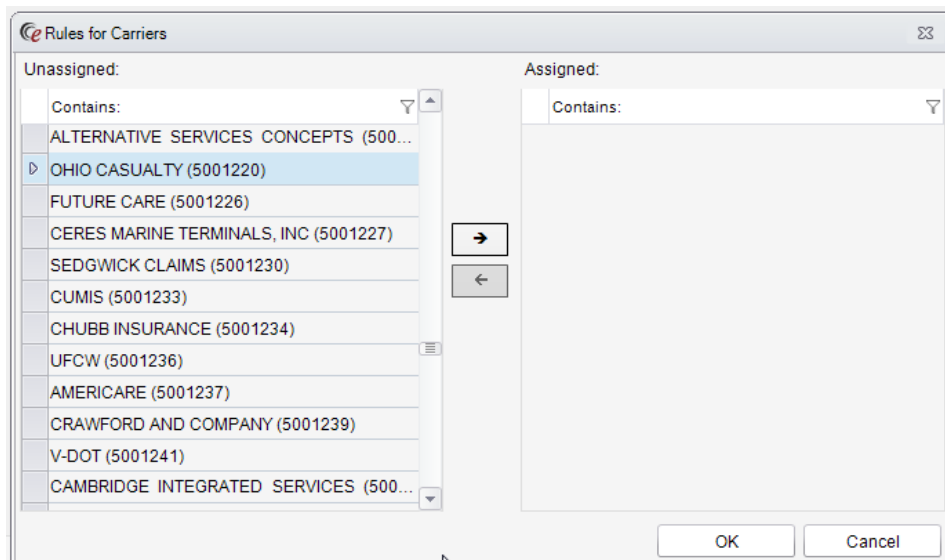 Ce Rules for Carriers
Unassigned:
Assigned:
Contains:
Contains:
ALTERNATIVE SERVICES CONCEPTS (500...
OHIO CASUALTY (5001220)
FUTURE CARE (5001226)
CERES MARINE TERMINALS, INC (5001227)
SEDGWICK CLAIMS (5001230)
CUMIS (5001233)
CHUBB INSURANCE (5001234)
UFCW (5001236)
AMERICARE (5001237)
CRAWFORD AND COMPANY (5001239)
V-DOT (5001241)
CAMBRIDGE INTEGRATED SERVICES (500...
OK
Cancel